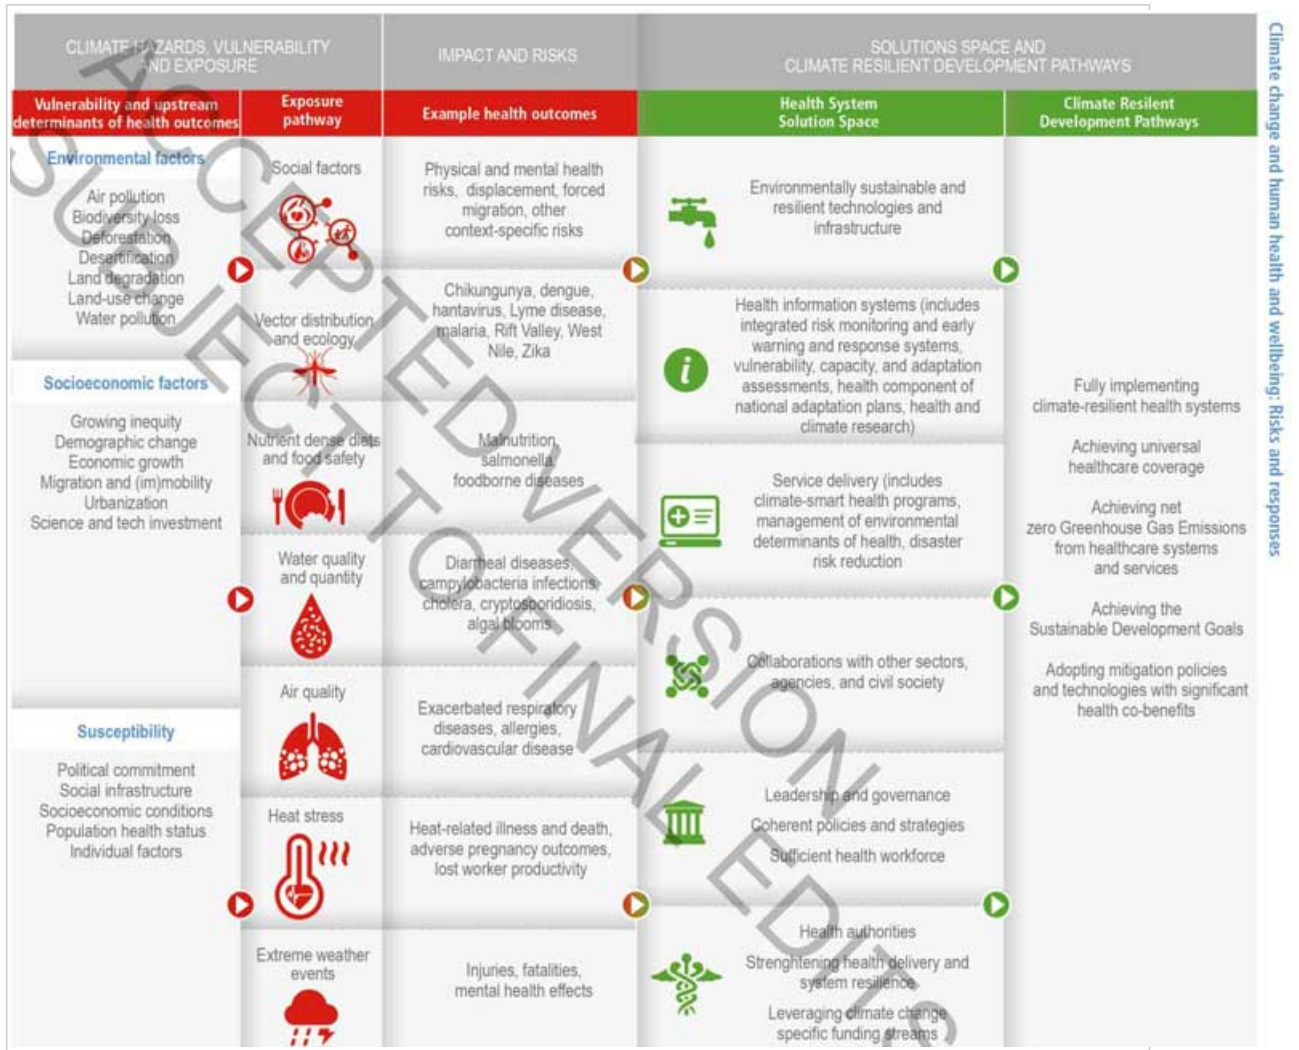 CLIMATE HAZARDS, VULNERABILITY
AND EXPOSURE
IMPACT AND RISKS
SOLUTIONS SPACE AND
CLIMATE RESILIENT DEVELOPMENT PATHWAYS
Vulnerability and upstream
determinants of health outcomes
Exposure
pathway
Example health outcomes
Health System
Solution Space
Climate Resilent
Development Pathways
Environmental factors
Air pollution
Biodiversity loss
Deforestation
Desertification
Land degradation
Land-use change
Water pollution
Socioeconomic factors
Growing inequity
Demographic change
Economic growth
Migration and (im)mobility
Urbanization
Science and tech investment
Susceptibility
Political commitment
Social infrastructure
Socioeconomic conditions
Population health status
Individual factors
Social factors
Vector distribution
and ecology
Nutrient dense diets
and food safety
Water quality
and quantity
Air quality
Heat stress
Extreme weather
events
Physical and mental health
risks, displacement, forced
migration, other
context-specific risks
Chikungunya, dengue,
hantavirus, Lyme disease,
malaria, Rift Valley, West
Nile, Zika
Malnutrition,
salmonella,
foodborne diseases
Diarrheal diseases,
campylobacteria infections,
cholera, cryptosporidiosis,
algal blooms
Exacerbated respiratory
diseases, allergies,
cardiovascular disease
Heat-related illness and death,
adverse pregnancy outcomes,
lost worker productivity
Injuries, fatalities,
mental health effects
Environmentally sustainable and
resilient technologies and
infrastructure
i
Health information systems (includes
integrated risk monitoring and early
warning and response systems,
vulnerability, capacity, and adaptation
assessments, health component of
national adaptation plans, health and
climate research)
Service delivery (includes
climate-smart health programs,
management of environmental
determinants of health, disaster
risk reduction
Collaborations with other sectors,
agencies, and civil society
Leadership and governance
Coherent policies and strategies
Sufficient health workforce
Health authorities
Strenghtening health delivery and
system resilience
Leveraging climate change
specific funding streams
Fully implementing
climate-resilient health systems
Achieving universal
healthcare coverage
Achieving net
zero Greenhouse Gas Emissions
from healthcare systems
and services
Achieving the
Sustainable Development Goals
Adopting mitigation policies
and technologies with significant
health co-benefits
Climate change and human health and wellbeing: Risks and responses
ACCEPTED VERSION
SUBJECT TO FINAL EDITS